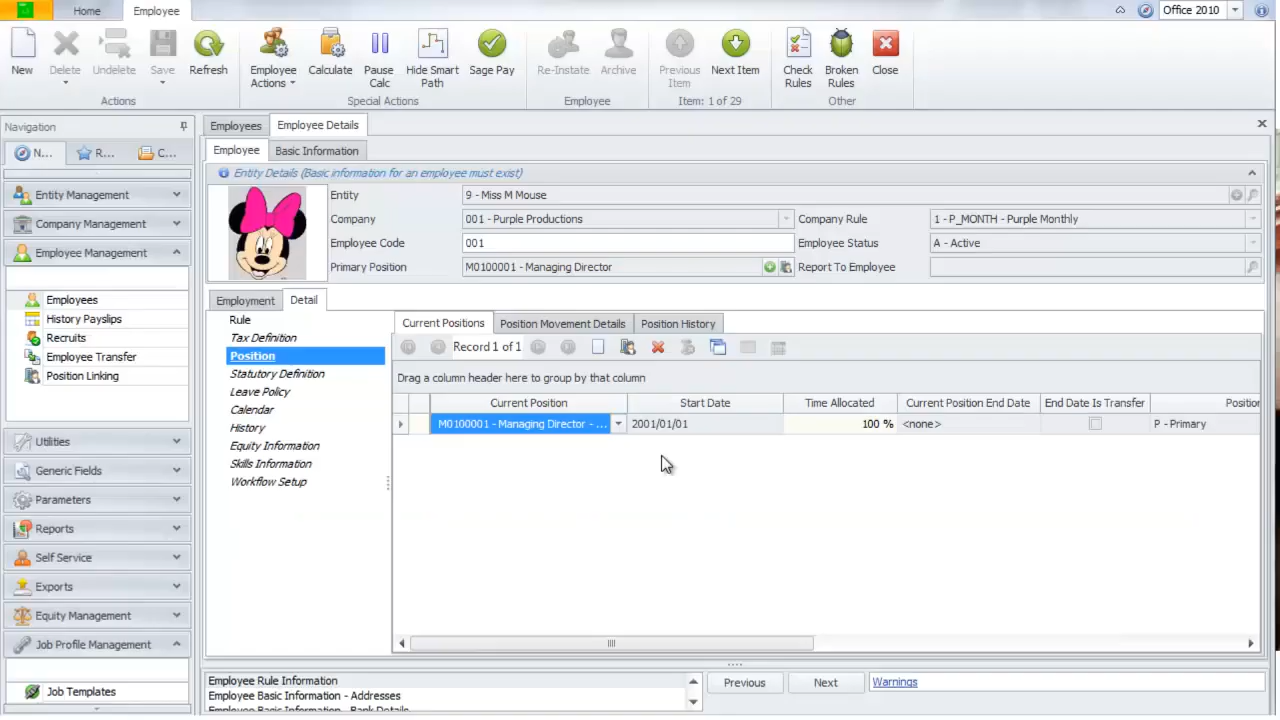 Home
Employee
Office 2010
New
Delete
Undelete
Save
Refresh
Employee Actions
Calculate
Pause Calc
Hide Smart Path
Sage Pay
Re-Instate
Archive
Previous Item
Next Item
Check Rules
Broken Rules
Close
Actions
Special Actions
Employee
Item: 1 of 29
Other
Navigation
N...
R...
C...
Entity Management
Company Management
Employee Management
Employees
History Payslips
Recruits
Employee Transfer
Position Linking
Utilities
Generic Fields
Parameters
Reports
Self Service
Exports
Equity Management
Job Profile Management
Job Templates
Employees
Employee Details
Employee
Basic Information
Entity Details (Basic information for an employee must exist)
Entity
9 - Miss M Mouse
Company
001 - Purple Productions
Company Rule
1 - P_MONTH - Purple Monthly
Employee Code
001
Employee Status
A - Active
Primary Position
M0100001 - Managing Director
Report To Employee
Employment
Detail
Rule
Tax Definition
Position
Statutory Definition
Leave Policy
Calendar
History
Equity Information
Skills Information
Workflow Setup
Current Positions
Position Movement Details
Position History
Record 1 of 1
Drag a column header here to group by that column
Current Position
Start Date
Time Allocated
Current Position End Date
End Date Is Transfer
Position
M0100001 - Managing Director - ...
2001/01/01
100 %
<none>
P - Primary
Employee Rule Information
Employee Basic Information - Addresses
Employee Basic Information - Bank Details
Previous
Next
Warnings